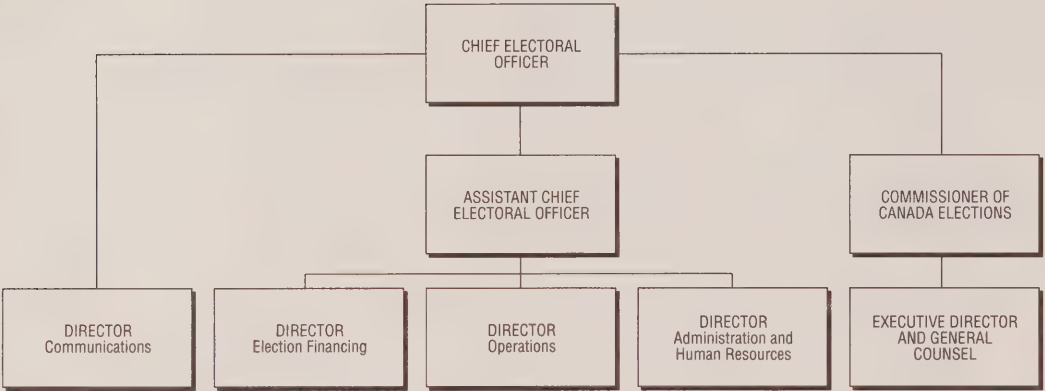 CHIEF ELECTORAL
OFFICER
ASSISTANT CHIEF
ELECTORAL OFFICER
COMMISSIONER OF
CANADA ELECTIONS
DIRECTOR
Communications
DIRECTOR
Election Financing
DIRECTOR
Operations
DIRECTOR
Administration and
Human Resources
EXECUTIVE DIRECTOR
AND GENERAL
COUNSEL